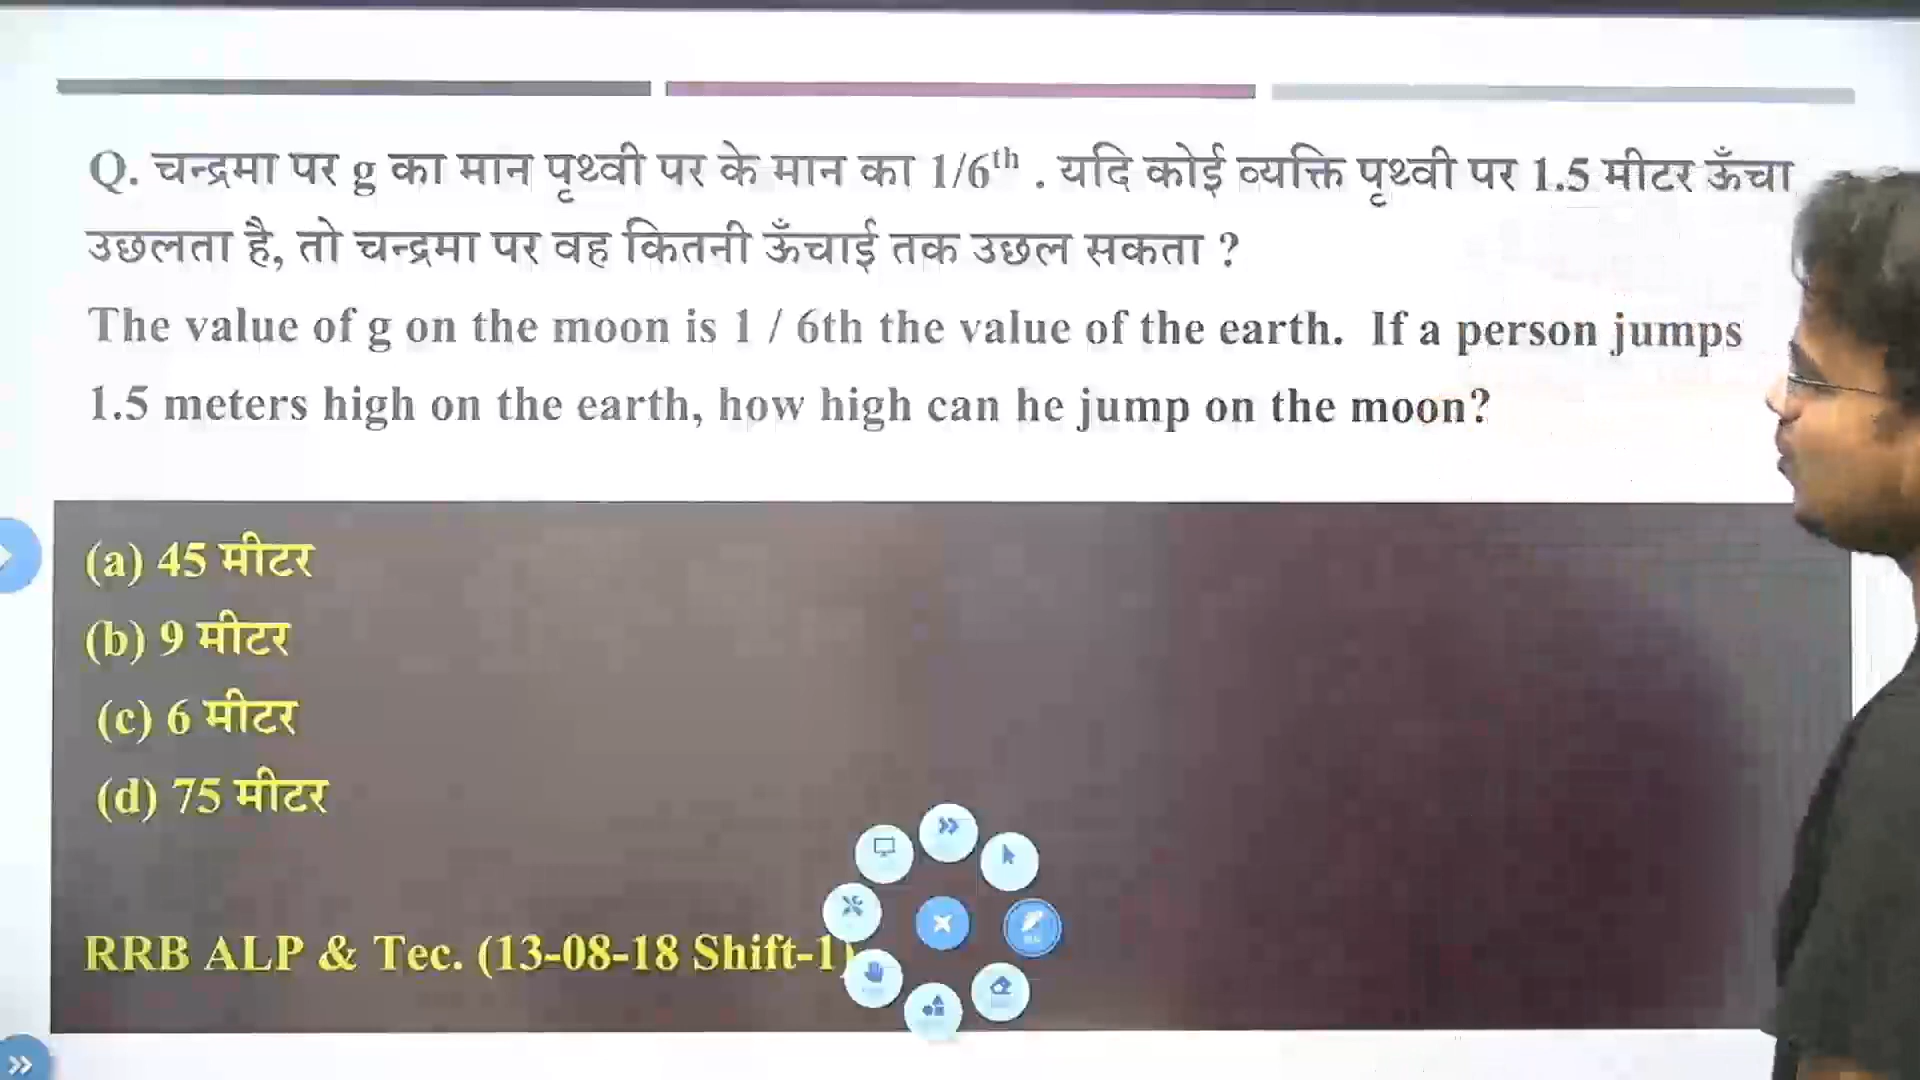 Q. चन्द्रमा पर g का मान पृथ्वी पर के मान का 1/6th . यदि कोई व्यक्ति पृथ्वी पर 1.5 मीटर ऊँचा
उछलता है, तो चन्द्रमा पर वह कितनी ऊँचाई तक उछल सकता ?
The value of g on the moon is 1 / 6th the value of the earth. If a person jumps
1.5 meters high on the earth, how high can he jump on the moon?
(a) 45 मीटर
(b) 9 मीटर
(c) 6 मीटर
(d) 75 मीटर
RRB ALP & Tec. (13-08-18 Shift-1)